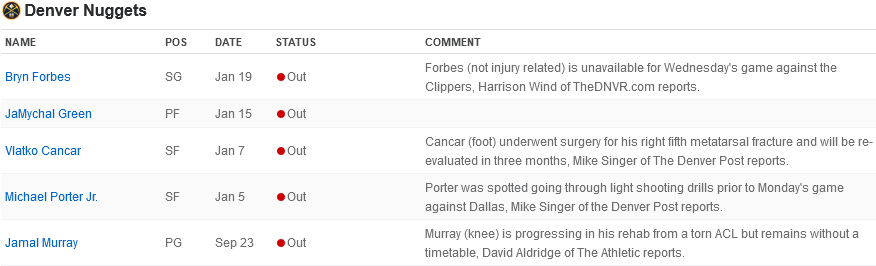 Denver Nuggets
NAME POS DATE STATUS COMMENT
Bryn Forbes SG Jan 19 Out Forbes (not injury related) is unavailable for Wednesday's game against the
Clippers, Harrison Wind of TheDNVR.com reports.
JaMychal Green PF Jan 15 Out
Vlatko Cancar SF Jan 7 Out Cancar (foot) underwent surgery for his right fifth metatarsal fracture and will be re-
evaluated in three months, Mike Singer of The Denver Post reports.
Michael Porter Jr. SF Jan 5 Out Porter was spotted going through light shooting drills prior to Monday's game
against Dallas, Mike Singer of the Denver Post reports.
Jamal Murray PG Sep 23 Out Murray (knee) is progressing in his rehab from a torn ACL but remains without a
timetable, David Aldridge of The Athletic reports.